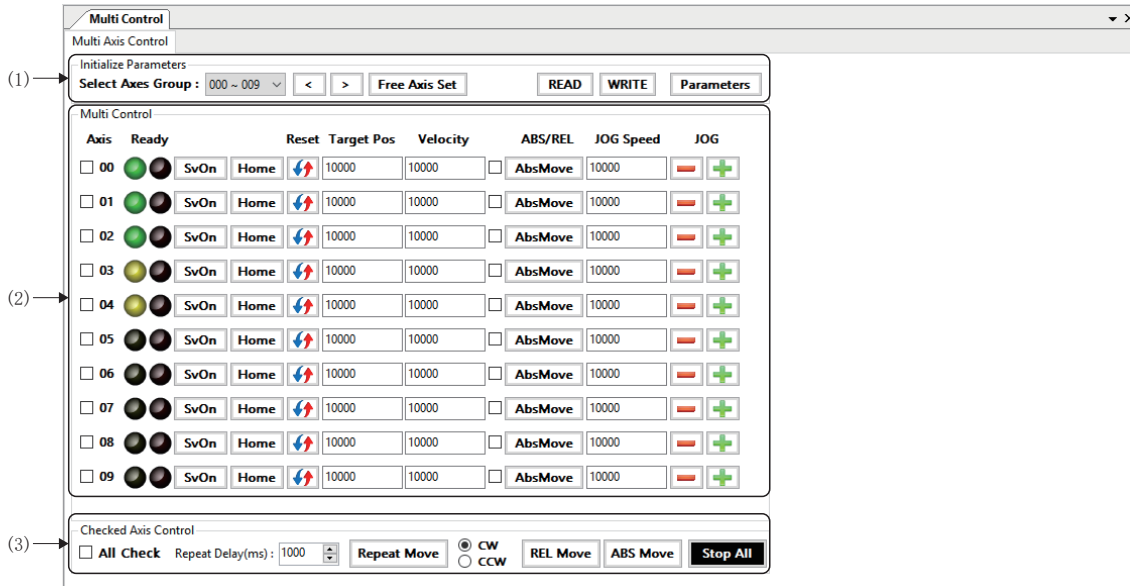 Multi Control
Multi Axis Control
(1)
Initialize Parameters
Select Axes Group : 000 ~ 009 < > Free Axis Set READ WRITE Parameters
(2)
Multi Control
Axis Ready Reset Target Pos Velocity ABS/REL JOG Speed JOG
00 SvOn Home 10000 10000 AbsMove 10000
01 SvOn Home 10000 10000 AbsMove 10000
02 SvOn Home 10000 10000 AbsMove 10000
03 SvOn Home 10000 10000 AbsMove 10000
04 SvOn Home 10000 10000 AbsMove 10000
05 SvOn Home 10000 10000 AbsMove 10000
06 SvOn Home 10000 10000 AbsMove 10000
07 SvOn Home 10000 10000 AbsMove 10000
08 SvOn Home 10000 10000 AbsMove 10000
09 SvOn Home 10000 10000 AbsMove 10000
(3)
Checked Axis Control
All Check Repeat Delay(ms) : 1000 Repeat Move CW CCW REL Move ABS Move Stop All